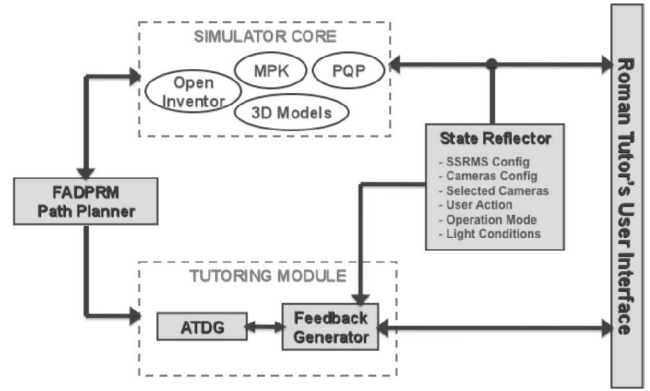 SIMULATOR CORE
MPK
PQP
Open
Inventor
3D Models
FADPRM
Path Planner
State Reflector
- SSRMS Config
- Cameras Config
- Selected Cameras
- User Action
- Operation Mode
- Light Conditions
TUTORING MODULE
ATDG
Feedback
Generator
Roman Tutor's User Interface